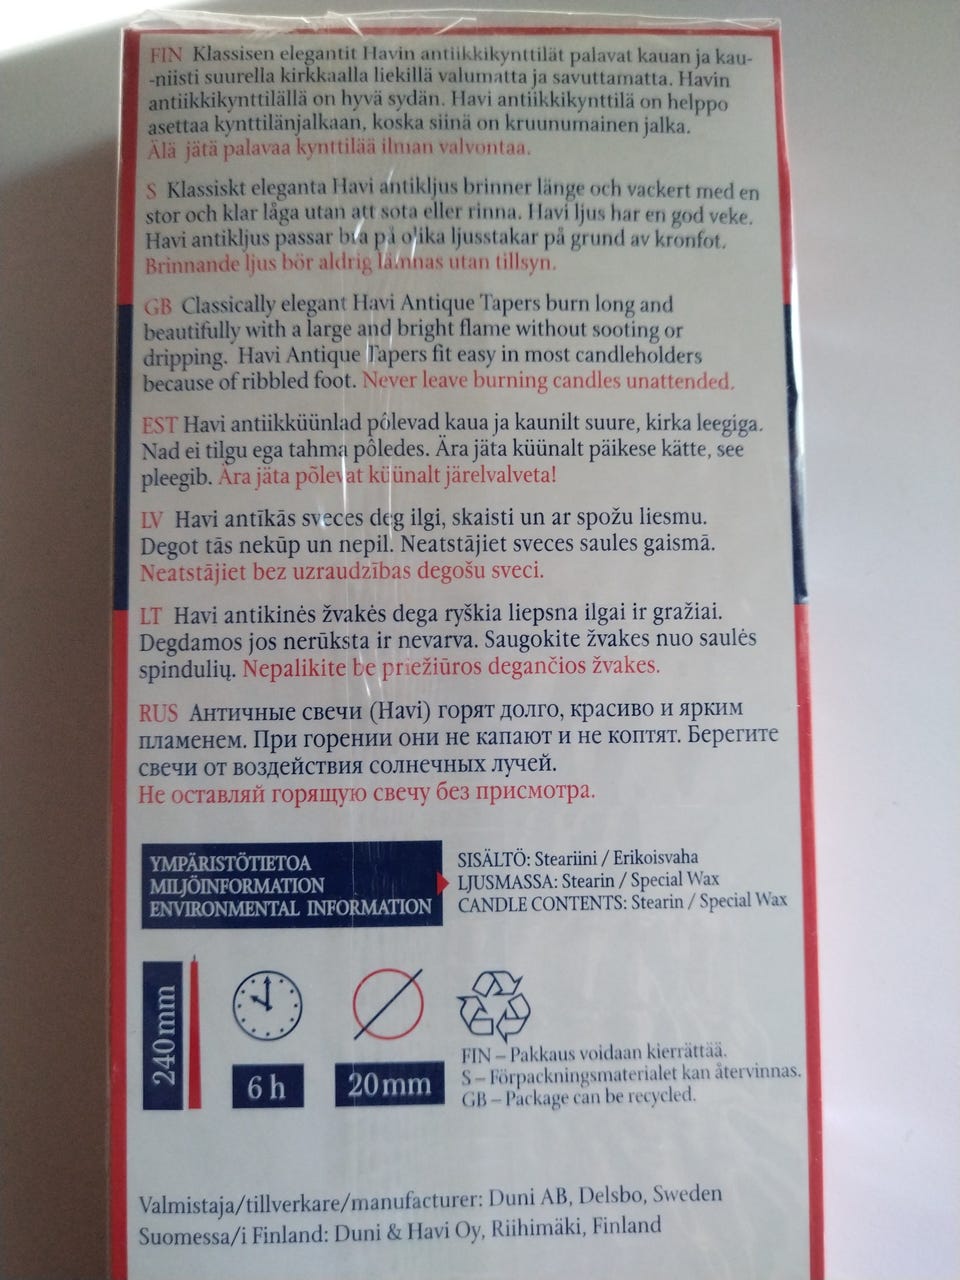 FIN Klassisen elegantit Havin antiikkikynttilät palavat kauan ja kau-
-niisti suurella kirkkaalla liekillä valumatta ja savuttamatta. Havin
antiikkikynttilällä on hyvä sydän. Havi antiikkikynttilä on helppo
asettaa kynttilänjalkaan, koska siinä on kruunumainen jalka.
Älä jätä palavaa kynttilää ilman valvontaa.
S Klassiskt eleganta Havi antikljus brinner länge och vackert med en
stor och klar låga utan att sota eller rinna. Havi ljus har en god veke.
Havi antikljus passar bra på olika ljusstakar på grund av kronfot.
Brinnande ljus bör aldrig lämnas utan tillsyn.
GB Classically elegant Havi Antique Tapers burn long and
beautifully with a large and bright flame without sooting or
dripping. Havi Antique Tapers fit easy in most candleholders
because of ribbled foot. Never leave burning candles unattended.
EST Havi antiikküünlad pôlevad kaua ja kaunilt suure, kirka leegiga.
Nad ei tilgu ega tahma pôledes. Ära jäta küünalt päikese kätte, see
pleegib. Ära jäta põlevat küünalt järelvalveta!
LV Havi antīkās sveces deg ilgi, skaisti un ar spožu liesmu.
Degot tās nekūp un nepil. Neatstājiet sveces saules gaismā.
Neatstājiet bez uzraudzības degošu sveci.
LT Havi antikinės žvakės dega ryškia liepsna ilgai ir gražiai.
Degdamos jos nerūksta ir nevarva. Saugokite žvakes nuo saulės
spindulių. Nepalikite be priežiūros degančios žvakes.
RUS Античные свечи (Havi) горят долго, красиво и ярким
пламенем. При горении они не капают и не коптят. Берегите
свечи от воздействия солнечных лучей.
Не оставляй горящую свечу без присмотра.
YMPÄRISTÖTIETOA
MILJÖINFORMATION
ENVIRONMENTAL INFORMATION
SISÄLTÖ: Steariini / Erikoisvaha
LJUSMASSA: Stearin / Special Wax
CANDLE CONTENTS: Stearin / Special Wax
240mm
6 h
20mm
FIN – Pakkaus voidaan kierrättää.
S – Förpackningsmaterialet kan återvinnas.
GB – Package can be recycled.
Valmistaja/tillverkare/manufacturer: Duni AB, Delsbo, Sweden
Suomessa/i Finland: Duni & Havi Oy, Riihimäki, Finland